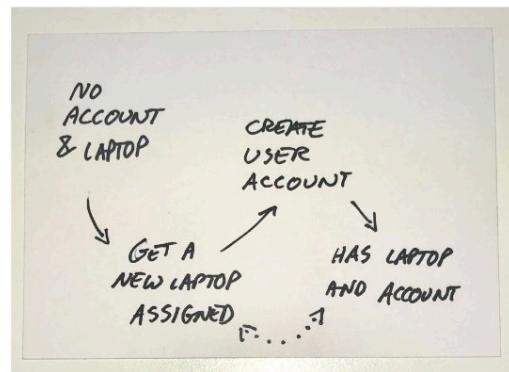 NO
ACCOUNT
& LAPTOP
CREATE
USER
ACCOUNT
GET A
NEW LAPTOP
ASSIGNED
HAS LAPTOP
AND ACCOUNT